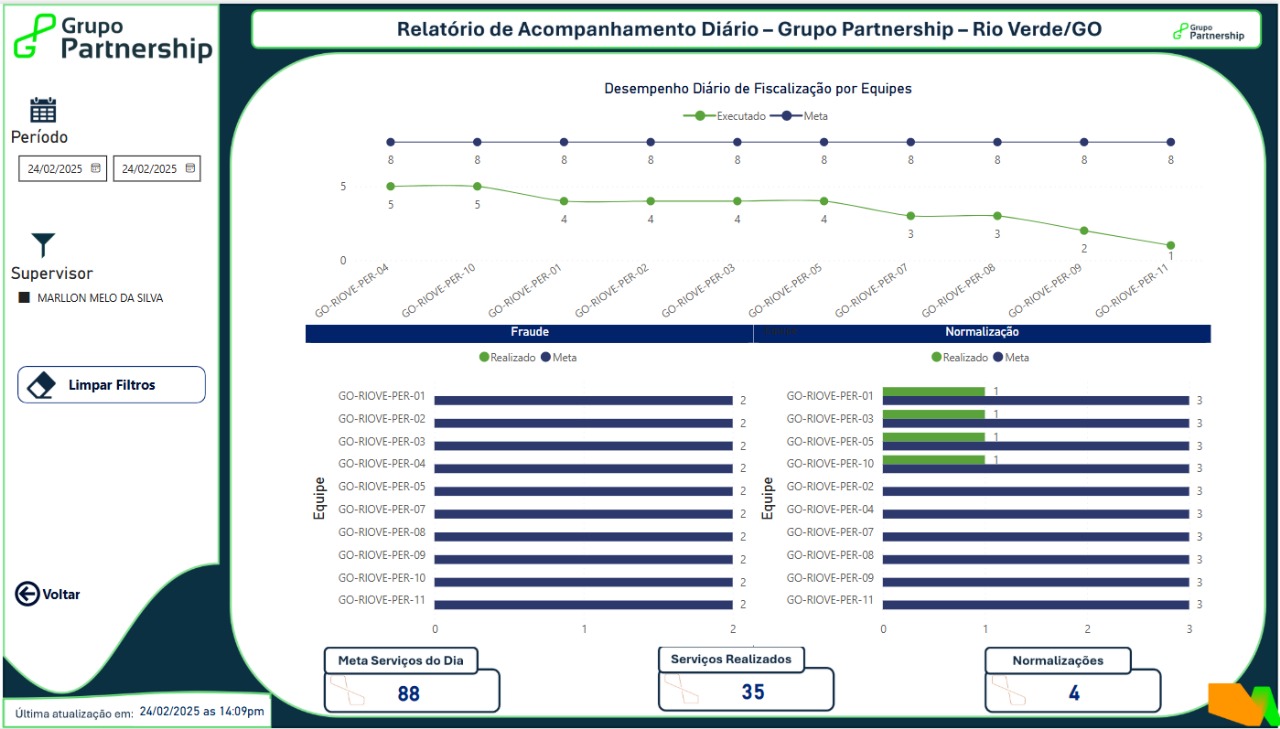 Grupo
Partnership
Relatório de Acompanhamento Diário – Grupo Partnership – Rio Verde/GO
Grupo
Partnership
Período
24/02/2025 24/02/2025
Supervisor
MARLLON MELO DA SILVA
Limpar Filtros
Voltar
Última atualização em: 24/02/2025 as 14:09pm
Desempenho Diário de Fiscalização por Equipes
Executado Meta
8 8 8 8 8 8 8 8 8 8
5
5 5 4 4 4 4 3 3 2 1
0
GO-RIOVE-PER-04 GO-RIOVE-PER-10 GO-RIOVE-PER-01 GO-RIOVE-PER-02 GO-RIOVE-PER-03 GO-RIOVE-PER-05 GO-RIOVE-PER-07 GO-RIOVE-PER-08 GO-RIOVE-PER-09 GO-RIOVE-PER-11
Fraude
Realizado Meta
Equipe
GO-RIOVE-PER-01 2
GO-RIOVE-PER-02 2
GO-RIOVE-PER-03 2
GO-RIOVE-PER-04 2
GO-RIOVE-PER-05 2
GO-RIOVE-PER-07 2
GO-RIOVE-PER-08 2
GO-RIOVE-PER-09 2
GO-RIOVE-PER-10 2
GO-RIOVE-PER-11 2
0 1 2
Normalização
Realizado Meta
Equipe
GO-RIOVE-PER-01 1 3
GO-RIOVE-PER-03 1 3
GO-RIOVE-PER-05 1 3
GO-RIOVE-PER-10 1 3
GO-RIOVE-PER-02 3
GO-RIOVE-PER-04 3
GO-RIOVE-PER-07 3
GO-RIOVE-PER-08 3
GO-RIOVE-PER-09 3
GO-RIOVE-PER-11 3
0 1 2 3
Meta Serviços do Dia
88
Serviços Realizados
35
Normalizações
4